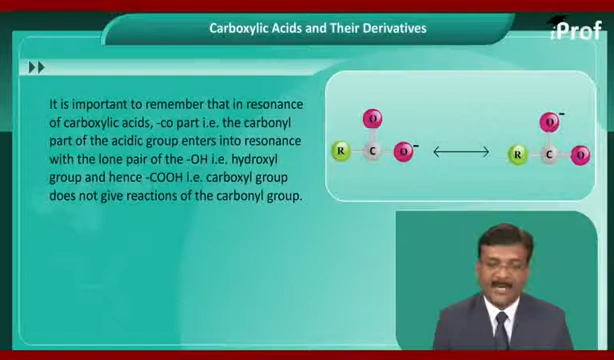 Carboxylic Acids and Their Derivatives
iProf
It is important to remember that in resonance
of carboxylic acids, -co part i.e. the carbonyl
part of the acidic group enters into resonance
with the lone pair of the -OH i.e. hydroxyl
group and hence -COOH i.e. carboxyl group
does not give reactions of the carbonyl group.
O
R C O-
O-
R C O